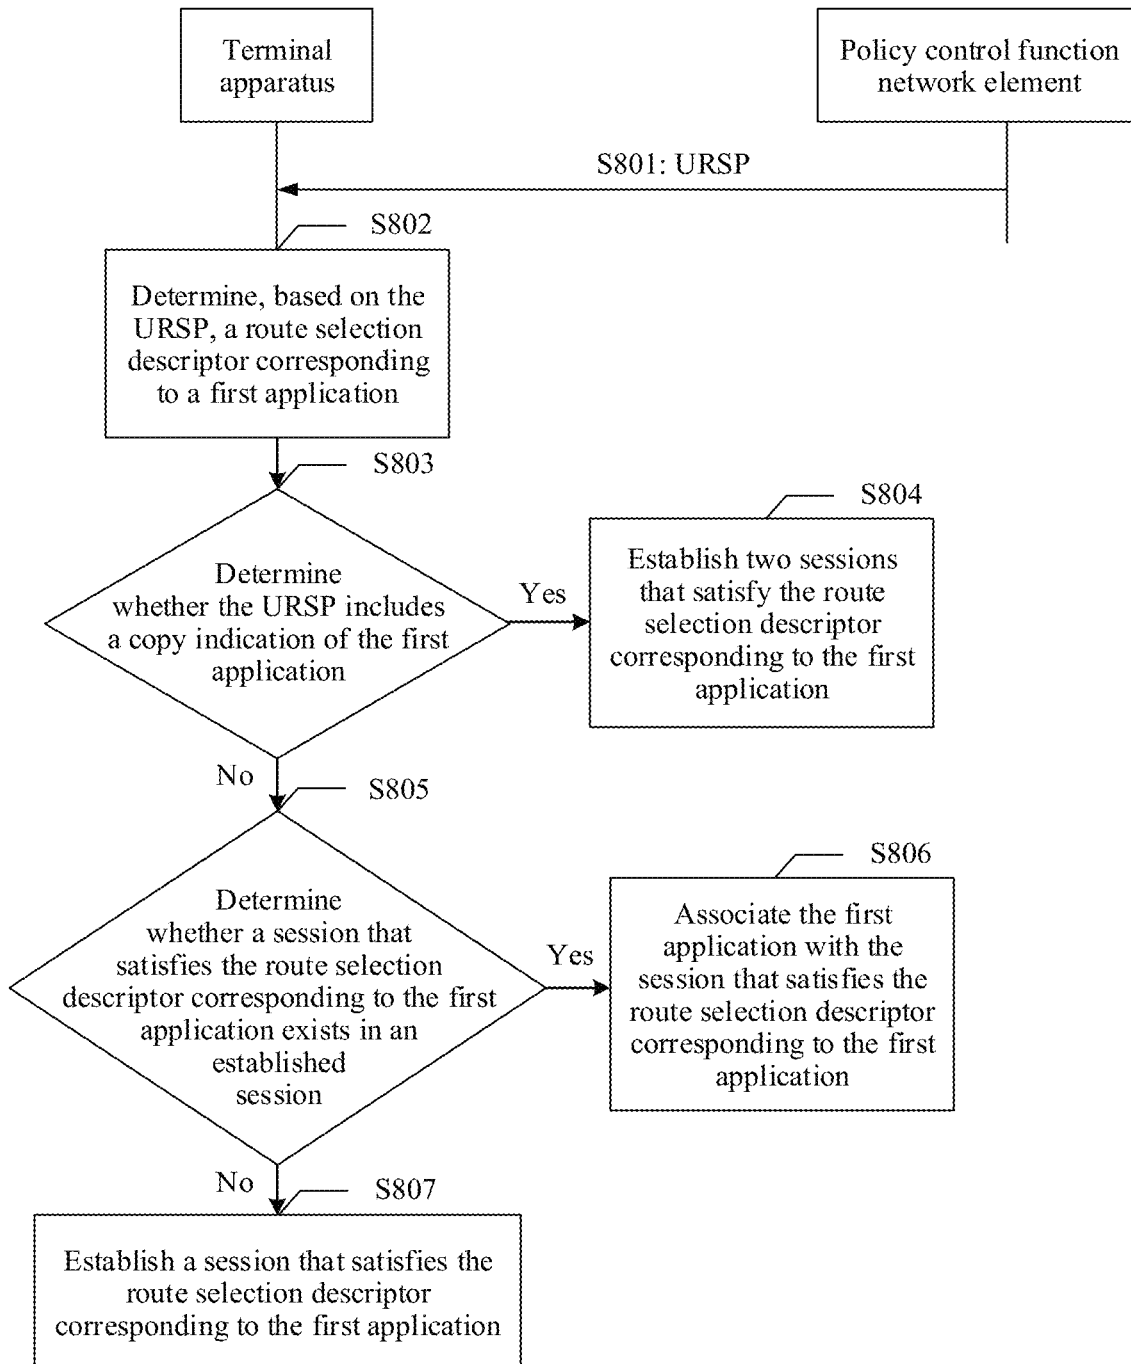 Terminal
apparatus
Policy control function
network element
S801: URSP
S802
Determine, based on the
URSP, a route selection
descriptor corresponding
to a first application
S803
Determine
whether the URSP includes
a copy indication of the first
application
Yes
S804
Establish two sessions
that satisfy the route
selection descriptor
corresponding to the first
application
No
S805
Determine
whether a session that
satisfies the route selection
descriptor corresponding to the first
application exists in an
established
session
Yes
S806
Associate the first
application with the
session that satisfies the
route selection descriptor
corresponding to the first
application
No
S807
Establish a session that satisfies the
route selection descriptor
corresponding to the first application